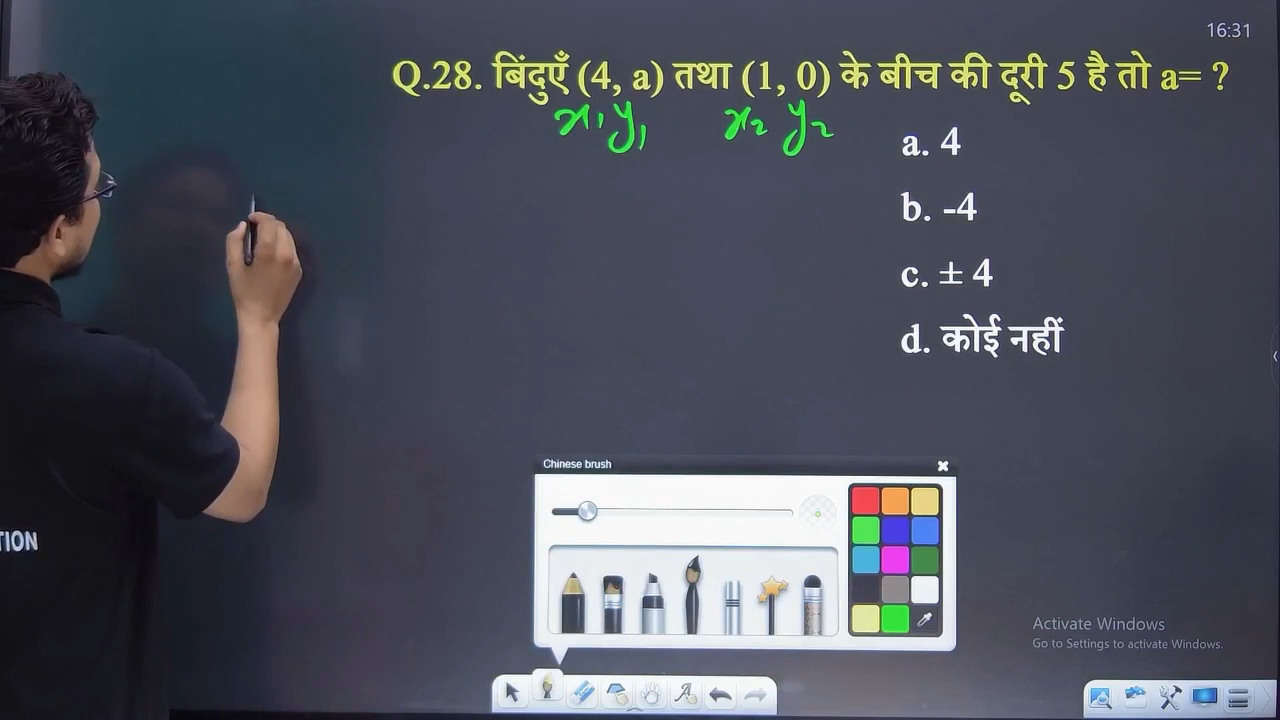 16:31
Q.28. बिंदुएँ (4, a) तथा (1, 0) के बीच की दूरी 5 है तो a= ?
x₁ y₁ x₂ y₂
a. 4
b. -4
c. ± 4
d. कोई नहीं
Chinese brush
TION
Activate Windows
Go to Settings to activate Windows.